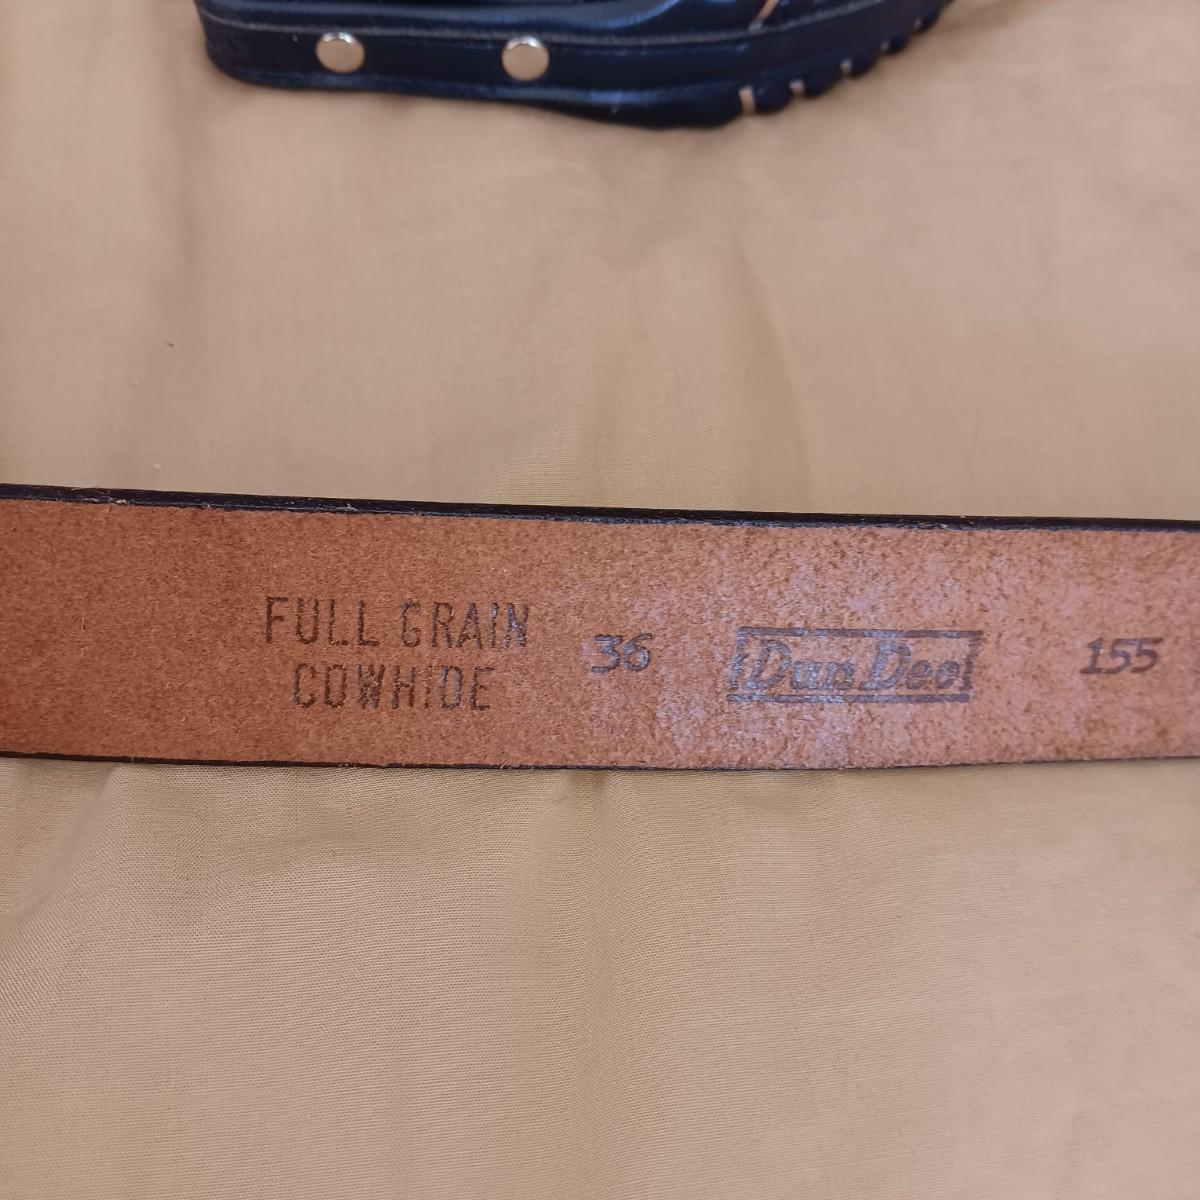 FULL GRAIN
COWHIDE
36
Dun Dee
155